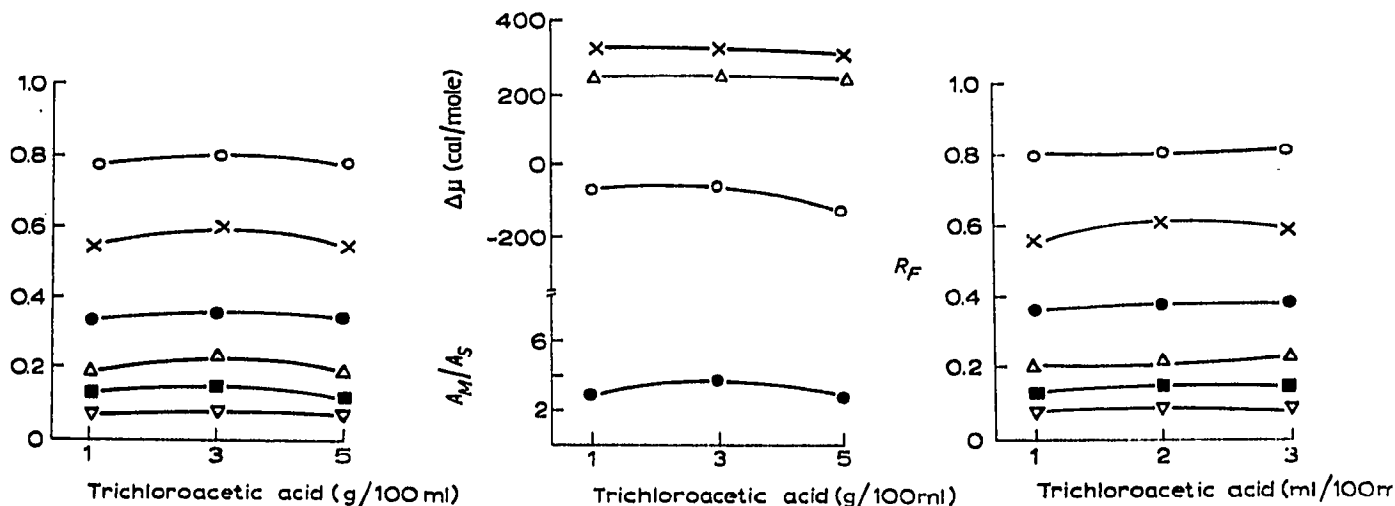 1.0
0.8
0.6
0.4
0.2
0
1 3 5
Trichloroacetic acid (g/100 ml)
Δμ (cal/mole)
400
200
0
-200
A_M/A_S
6
4
2
1 3 5
Trichloroacetic acid (g/100ml)
R_F
1.0
0.8
0.6
0.4
0.2
0
1 2 3
Trichloroacetic acid (ml/100m